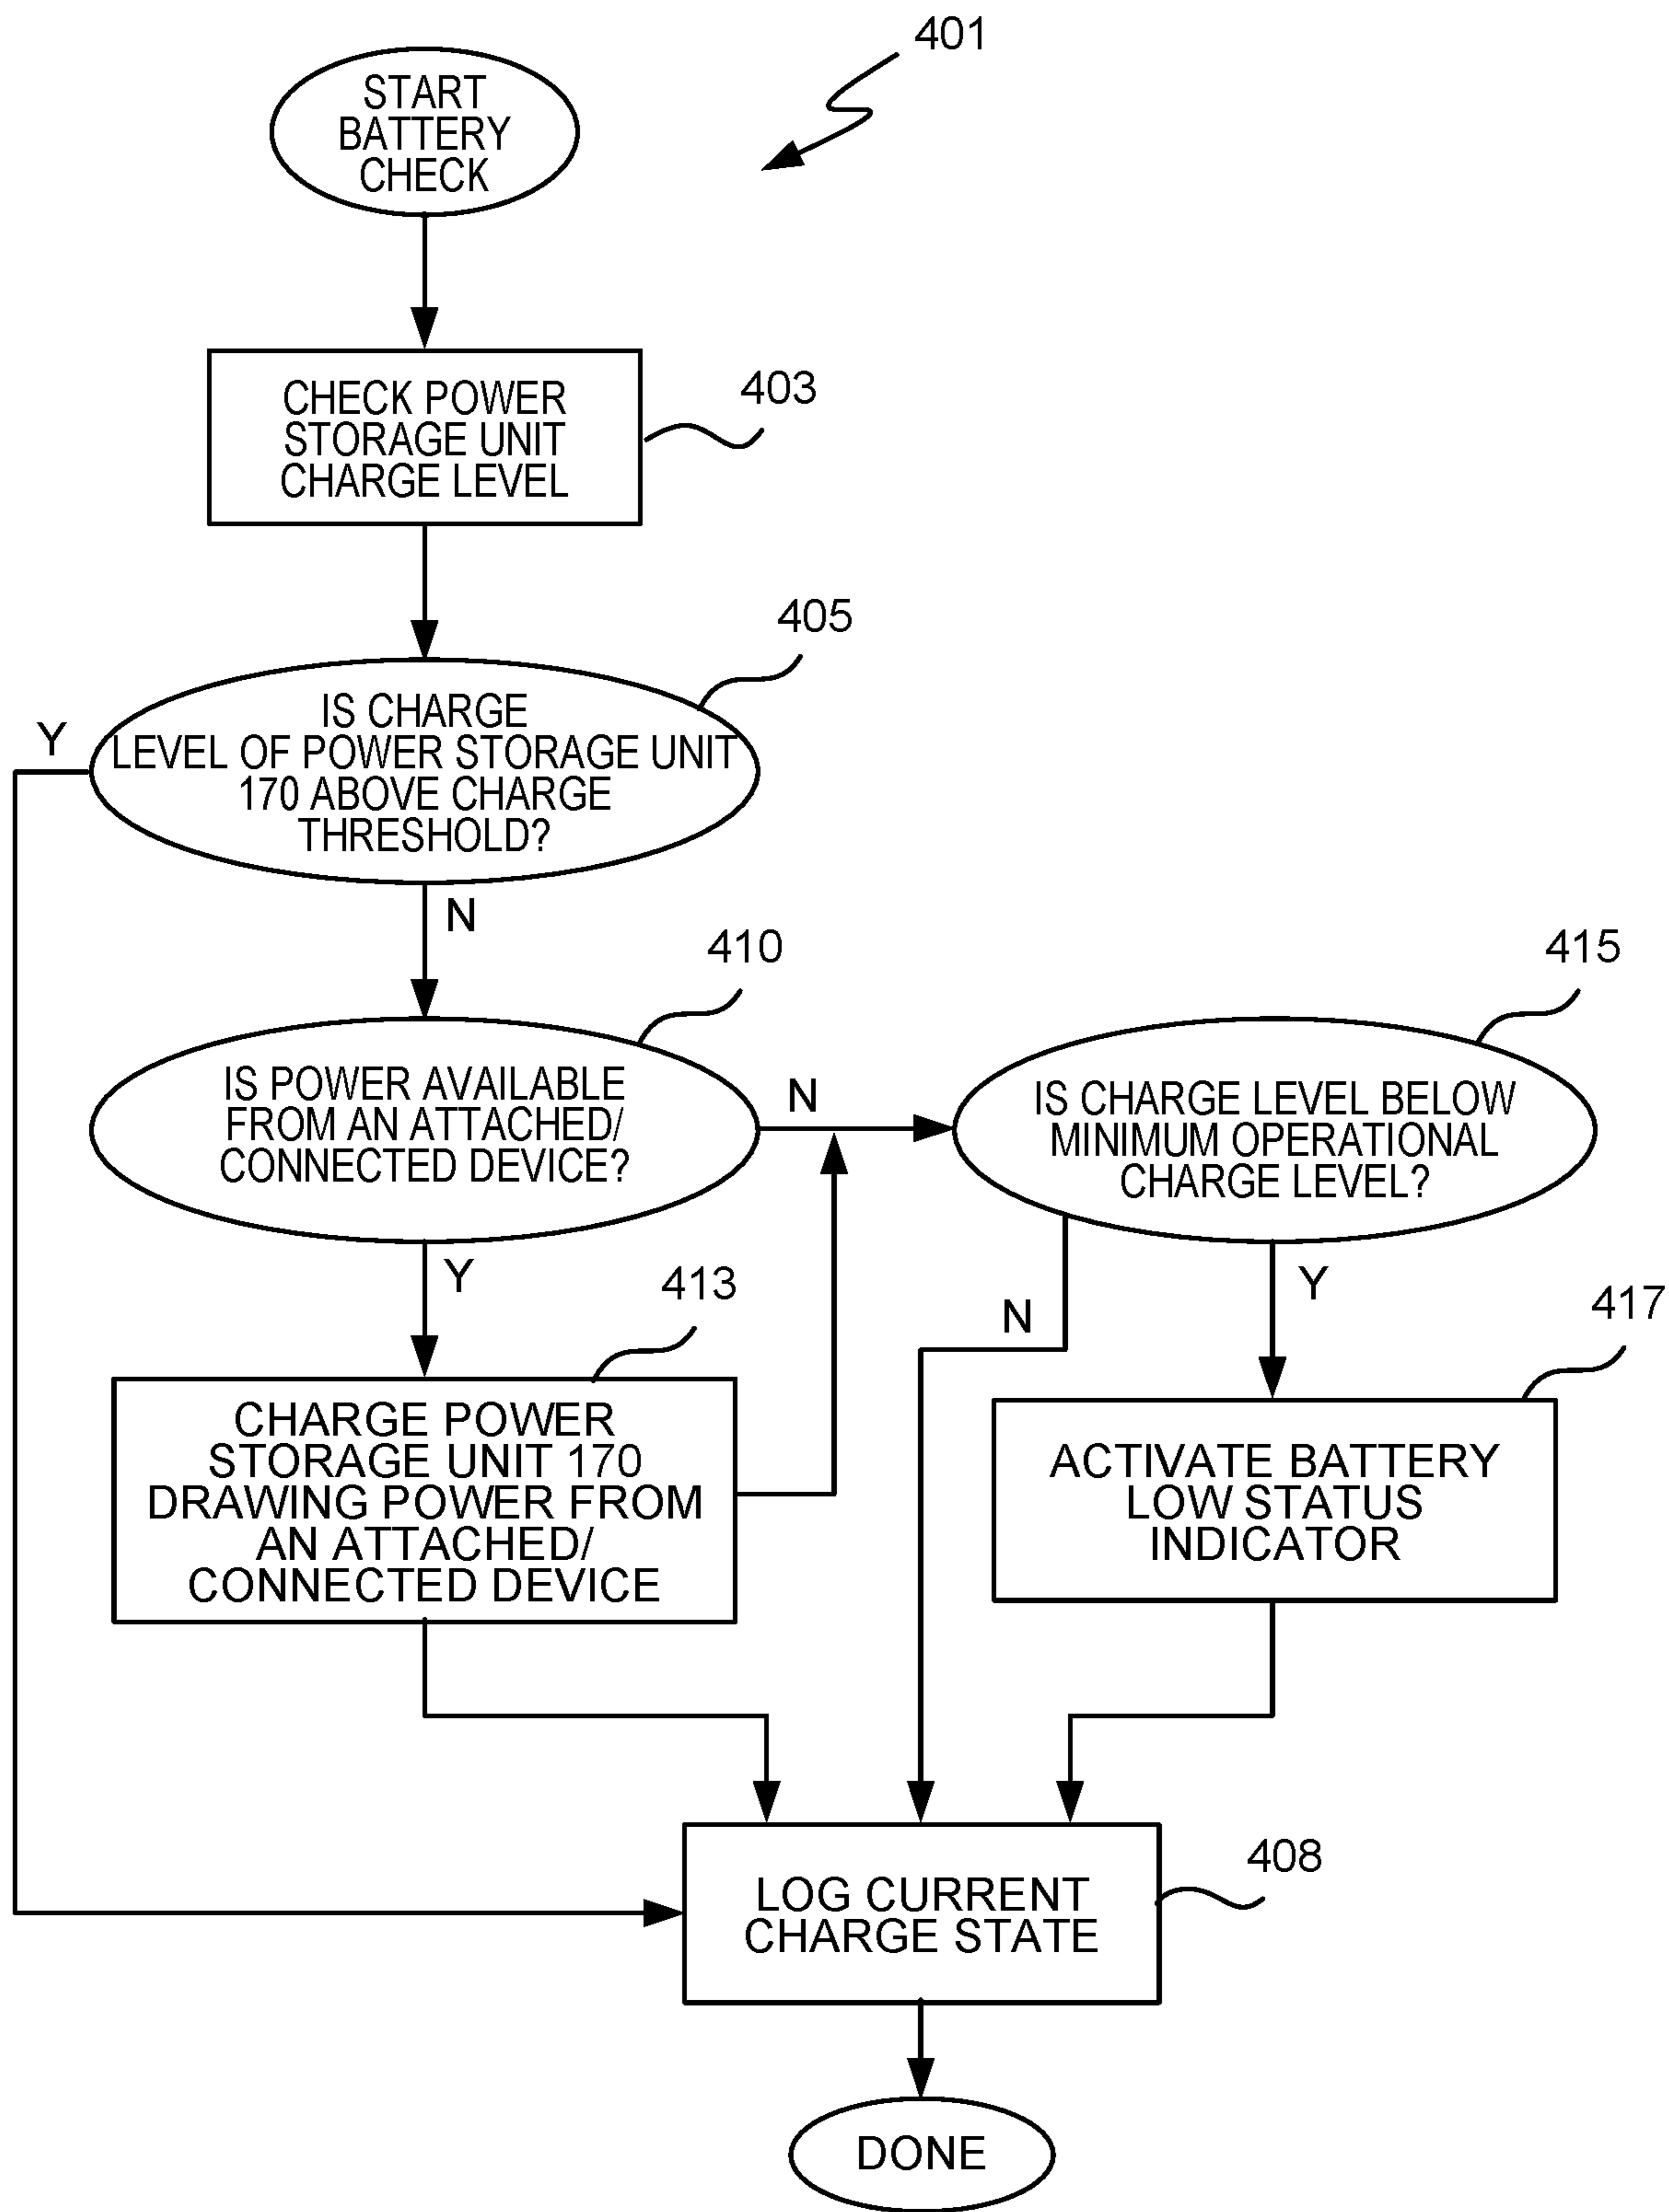 401
START
BATTERY
CHECK
CHECK POWER
STORAGE UNIT
CHARGE LEVEL
403
405
IS CHARGE
LEVEL OF POWER STORAGE UNIT
170 ABOVE CHARGE
THRESHOLD?
Y
N
410
IS POWER AVAILABLE
FROM AN ATTACHED/
CONNECTED DEVICE?
N
415
IS CHARGE LEVEL BELOW
MINIMUM OPERATIONAL
CHARGE LEVEL?
Y
413
CHARGE POWER
STORAGE UNIT 170
DRAWING POWER FROM
AN ATTACHED/
CONNECTED DEVICE
N
Y
417
ACTIVATE BATTERY
LOW STATUS
INDICATOR
408
LOG CURRENT
CHARGE STATE
DONE